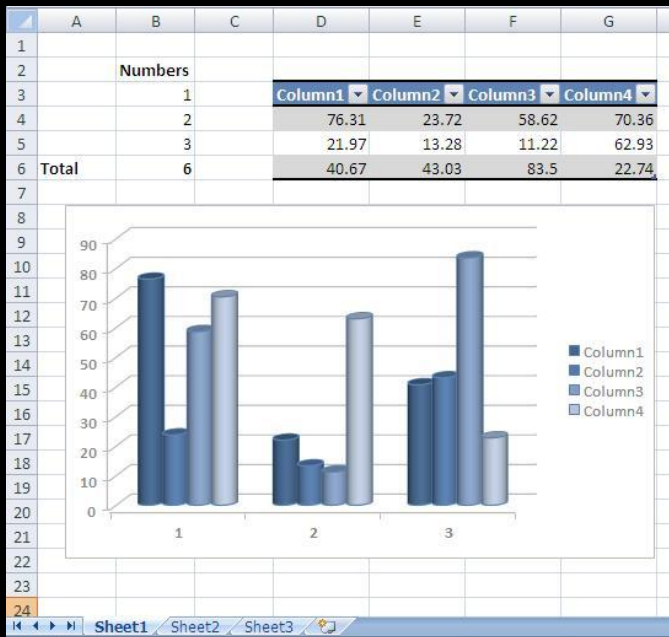 A B C D E F G
1
2 Numbers
3 1 Column1 Column2 Column3 Column4
4 2 76.31 23.72 58.62 70.36
5 3 21.97 13.28 11.22 62.93
6 Total 6 40.67 43.03 83.5 22.74
7
8
9
10
11
12
13
14
15
16
17
18
19
20
21
22
23
24
90
80
70
60
50
40
30
20
10
0
1 2 3
Column1
Column2
Column3
Column4
Sheet1 Sheet2 Sheet3